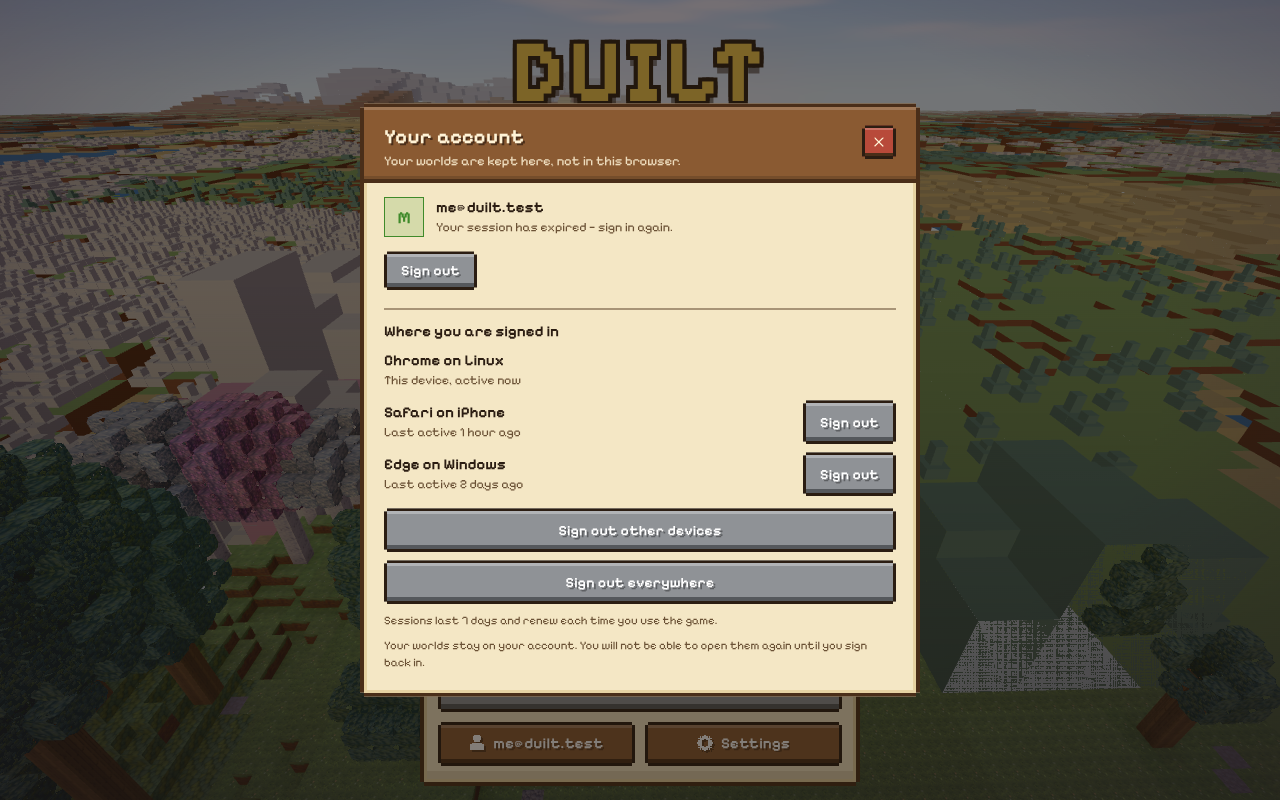 DUILT
Your account
Your worlds are kept here, not in this browser.
M
me@duilt.test
Your session has expired - sign in again.
Sign out
Where you are signed in
Chrome on Linux
This device, active now
Safari on iPhone
Last active 1 hour ago
Sign out
Edge on Windows
Last active 2 days ago
Sign out
Sign out other devices
Sign out everywhere
Sessions last 7 days and renew each time you use the game.
Your worlds stay on your account. You will not be able to open them again until you sign
back in.
me@duilt.test
Settings